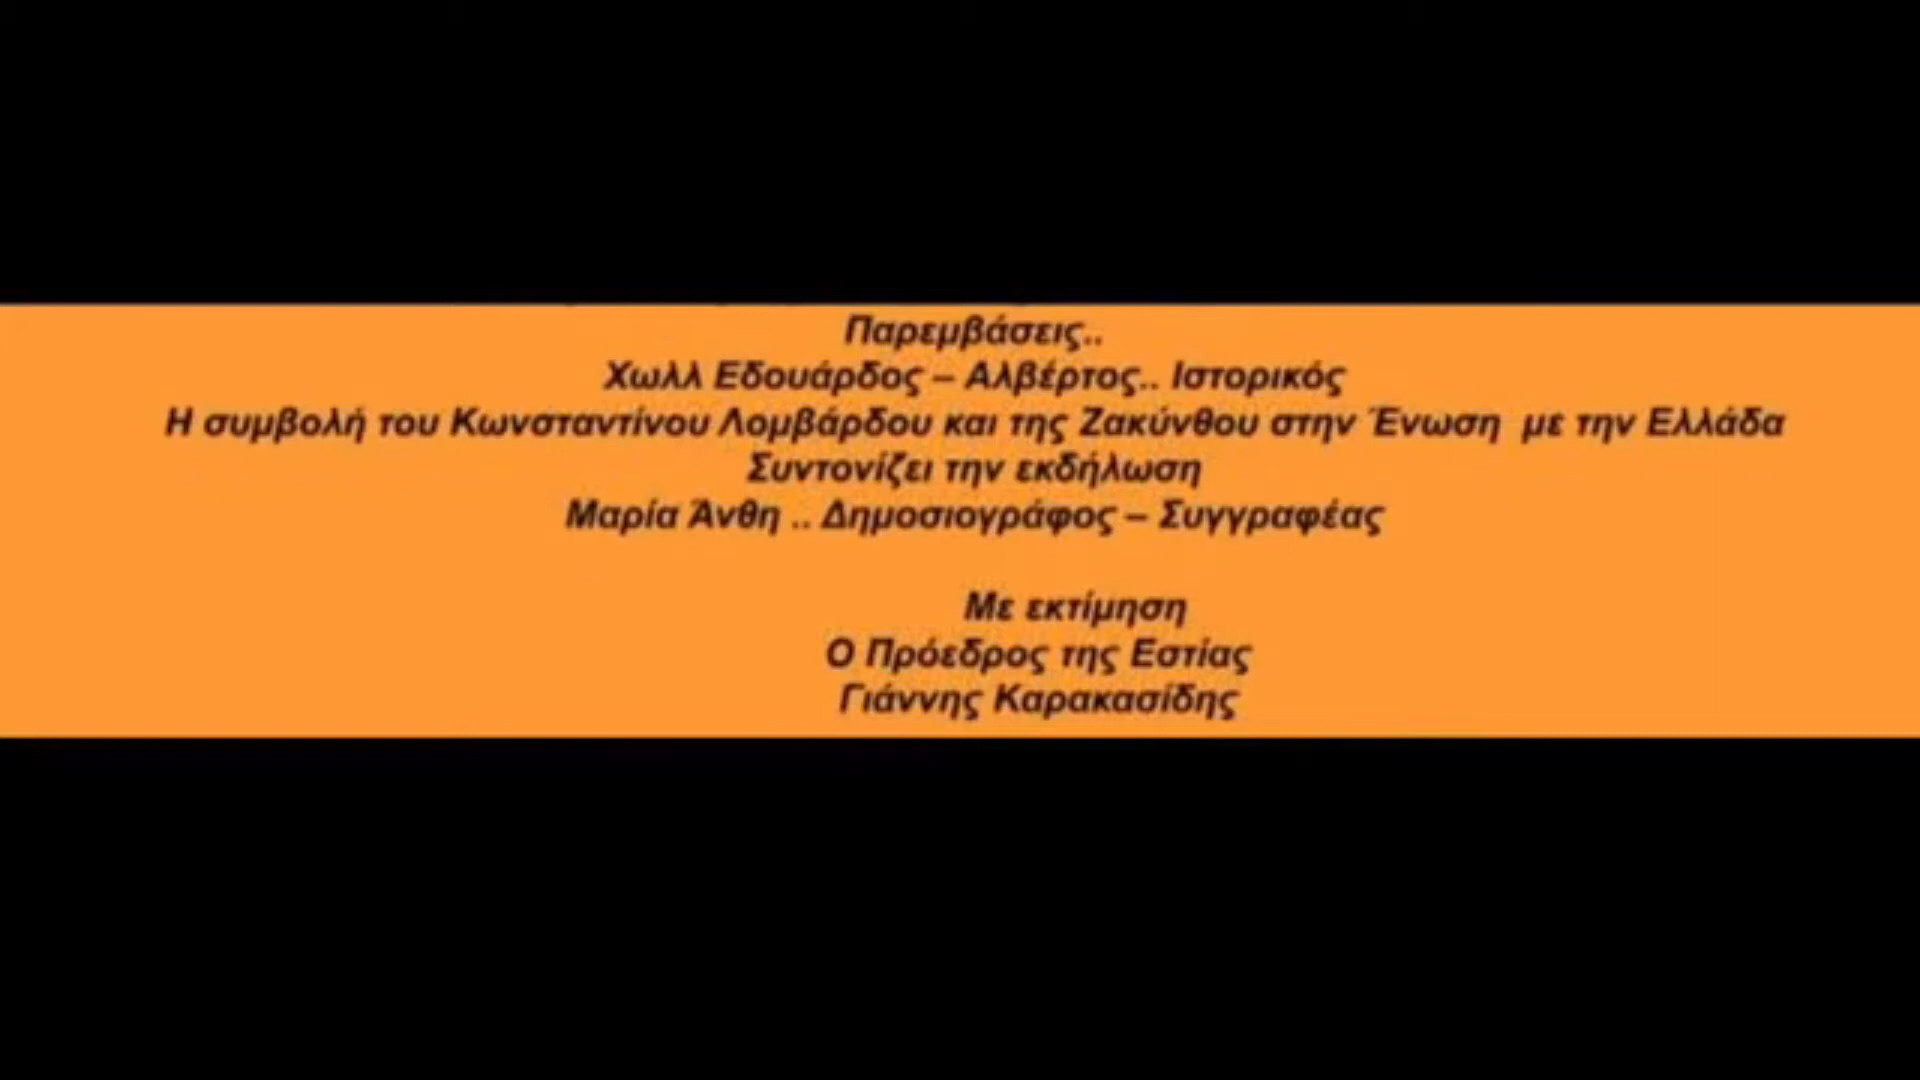 Παρεμβάσεις..
Χωλλ Εδουάρδος – Αλβέρτος.. Ιστορικός
Η συμβολή του Κωνσταντίνου Λομβάρδου και της Ζακύνθου στην Ένωση  με την Ελλάδα
Συντονίζει την εκδήλωση
Μαρία Άνθη .. Δημοσιογράφος – Συγγραφέας
Με εκτίμηση
Ο Πρόεδρος της Εστίας
Γιάννης Καρακασίδης